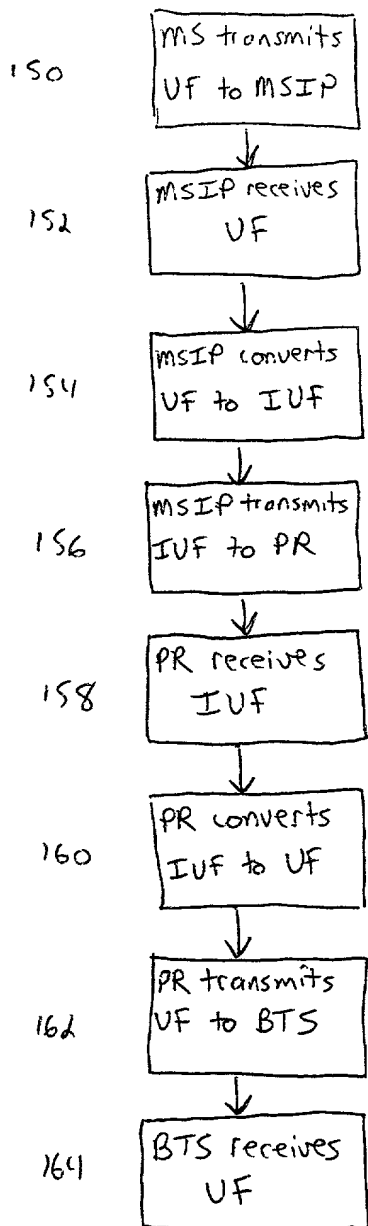 150
MS transmits
UF to MSIP
152
MSIP receives
UF
154
MSIP converts
UF to IUF
156
MSIP transmits
IUF to PR
158
PR receives
IUF
160
PR converts
IUF to UF
162
PR transmits
UF to BTS
164
BTS receives
UF